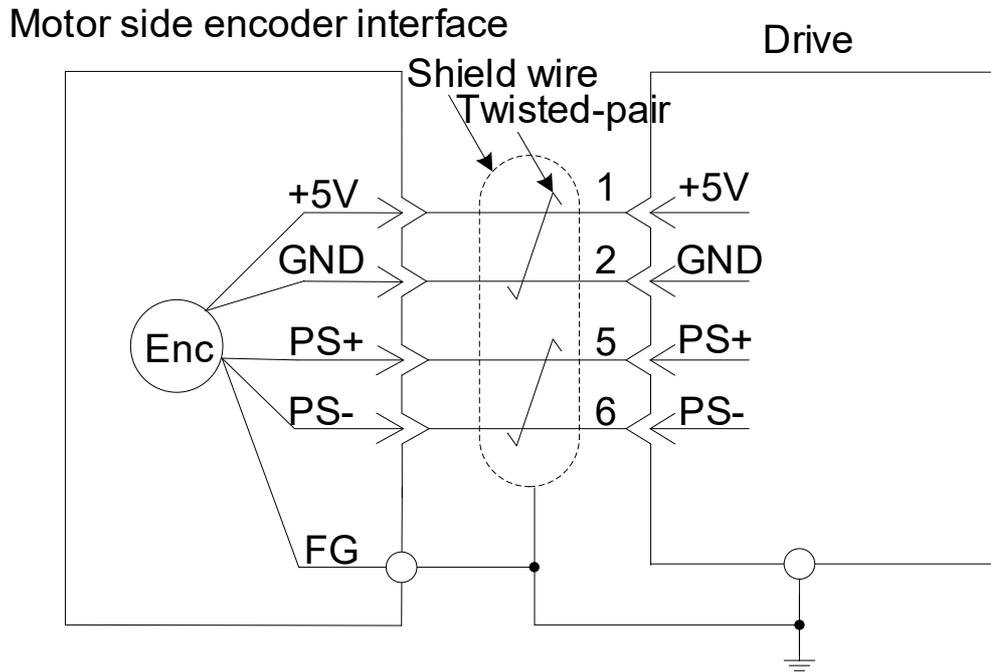 Motor side encoder interface
Drive
Shield wire
Twisted-pair
+5V
1
+5V
GND
2
GND
Enc
PS+
5
PS+
PS-
6
PS-
FG